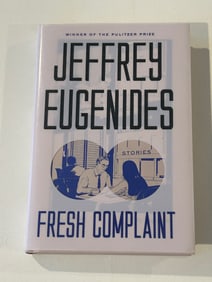 WINNER OF THE PULITZER PRIZE
JEFFREY
EUGENIDES
STORIES
FRESH COMPLAINT